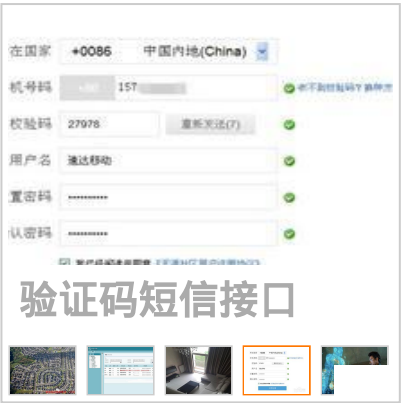 在国家 +0086 中国内地(China)
机号码 157
校验码 27976 重新发送(7)
用户名 速达移动
置密码 ••••••••••
认密码 ••••••••••
验证码短信接口